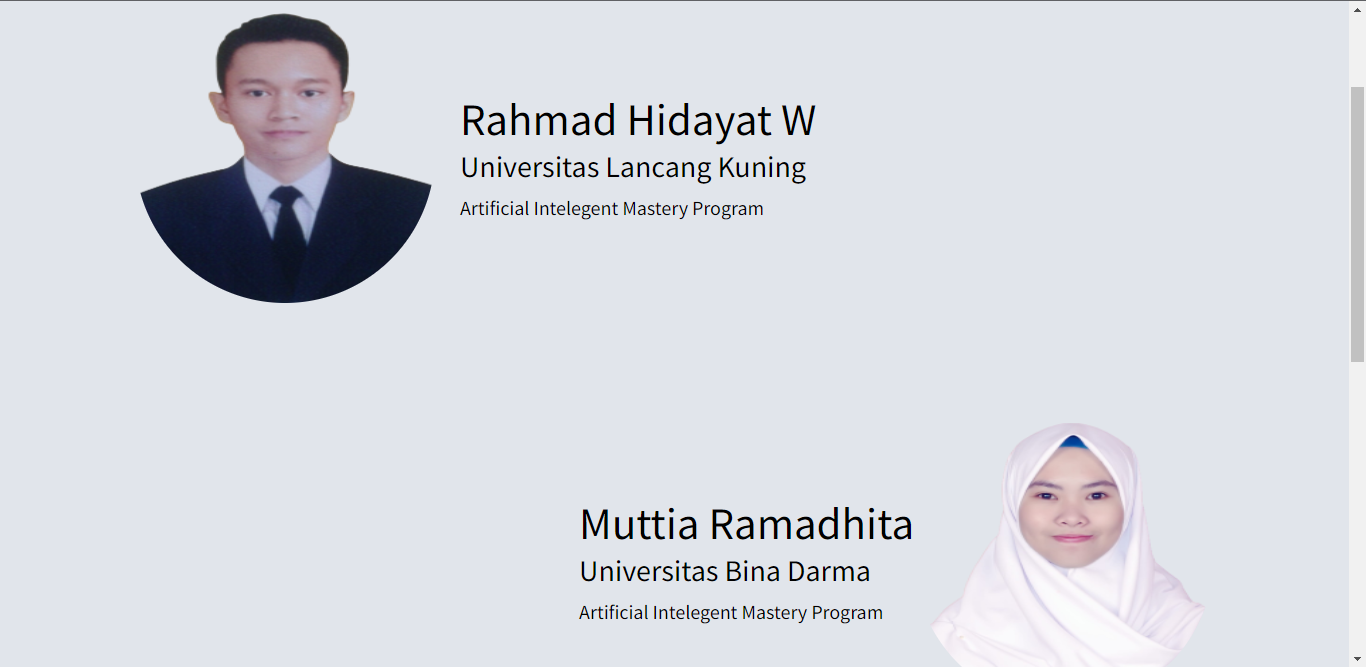 Rahmad Hidayat W
Universitas Lancang Kuning
Artificial Intelegent Mastery Program
Muttia Ramadhita
Universitas Bina Darma
Artificial Intelegent Mastery Program